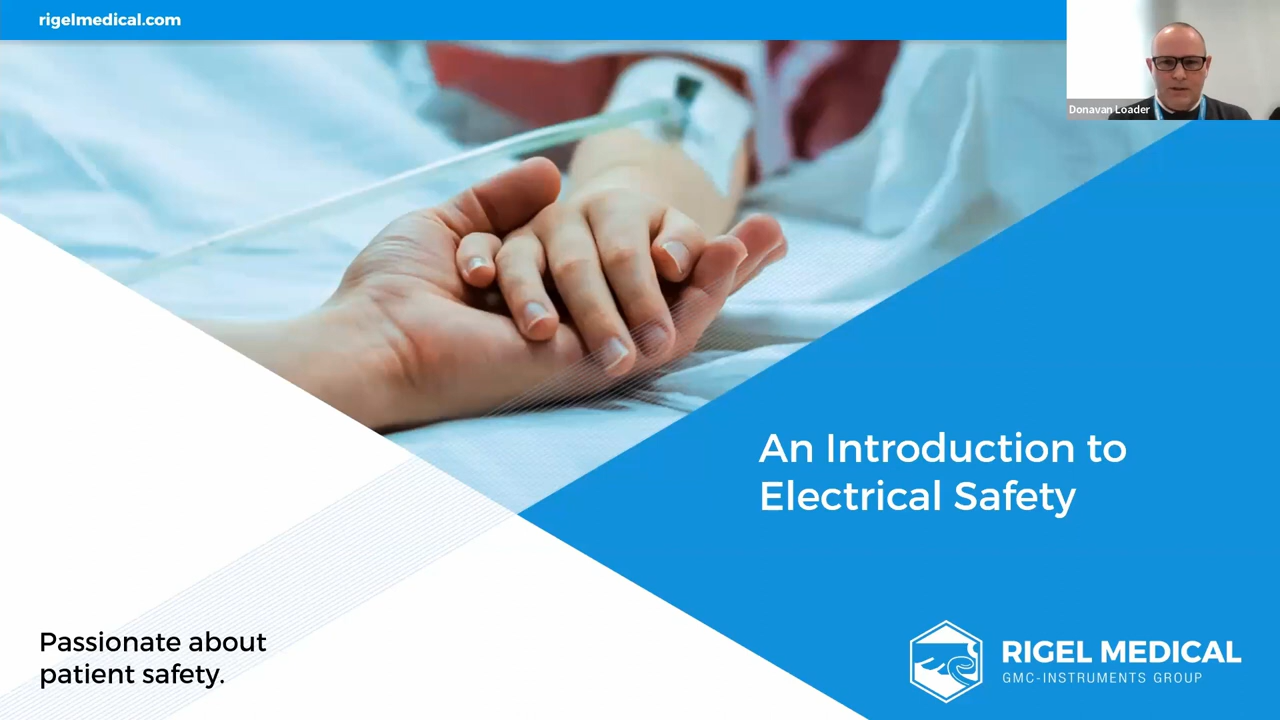 rigelmedical.com
Donavan Loader
An Introduction to
Electrical Safety
Passionate about
patient safety.
RIGEL MEDICAL
GMC-INSTRUMENTS GROUP